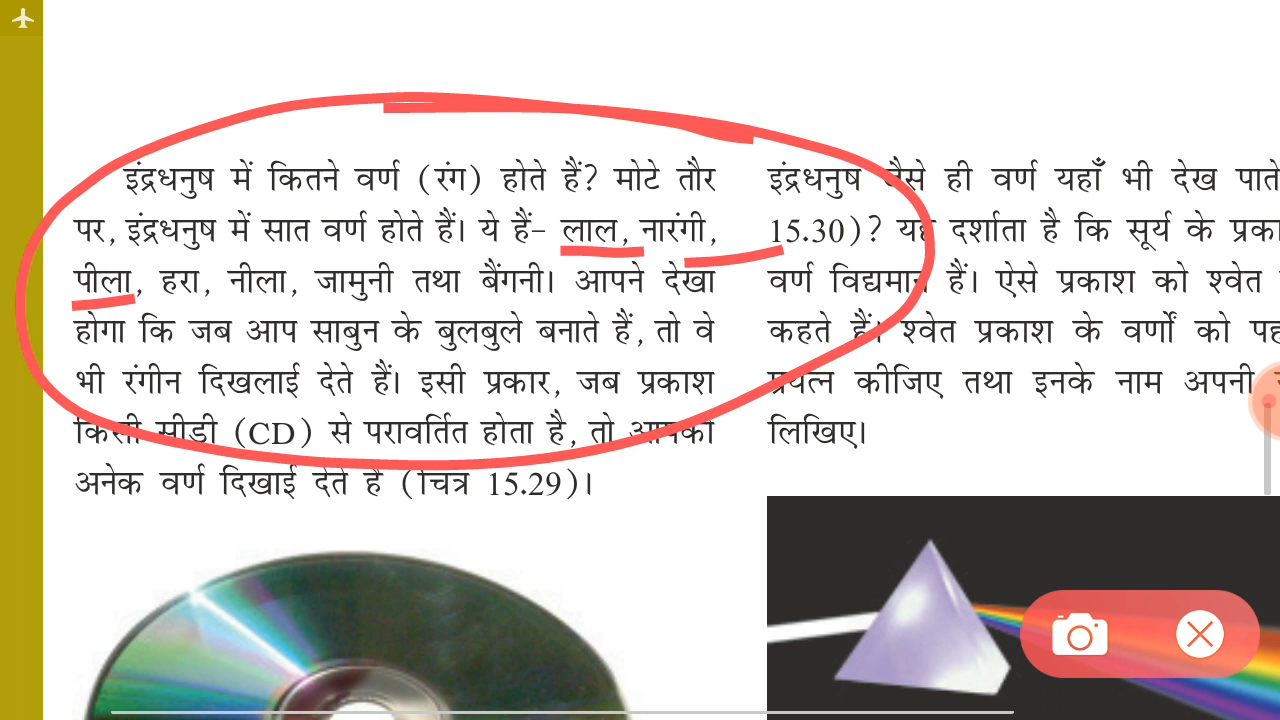 इंद्रधनुष में कितने वर्ण (रंग) होते हैं? मोटे तौर
पर, इंद्रधनुष में सात वर्ण होते हैं। ये हैं– लाल, नारंगी,
पीला, हरा, नीला, जामुनी तथा बैंगनी। आपने देखा
होगा कि जब आप साबुन के बुलबुले बनाते हैं, तो वे
भी रंगीन दिखलाई देते हैं। इसी प्रकार, जब प्रकाश
किसी सीडी (CD) से परावर्तित होता है, तो आपको
अनेक वर्ण दिखाई देते हैं (चित्र 15.29)।
इंद्रधनुष जैसे ही वर्ण यहाँ भी देख पाते
15.30)? यह दर्शाता है कि सूर्य के
वर्ण विद्यमान हैं। ऐसे प्रकाश को श्वेत
कहते हैं। श्वेत प्रकाश के वर्णों को
प्रयत्न कीजिए तथा इनके नाम अपनी
लिखिए।